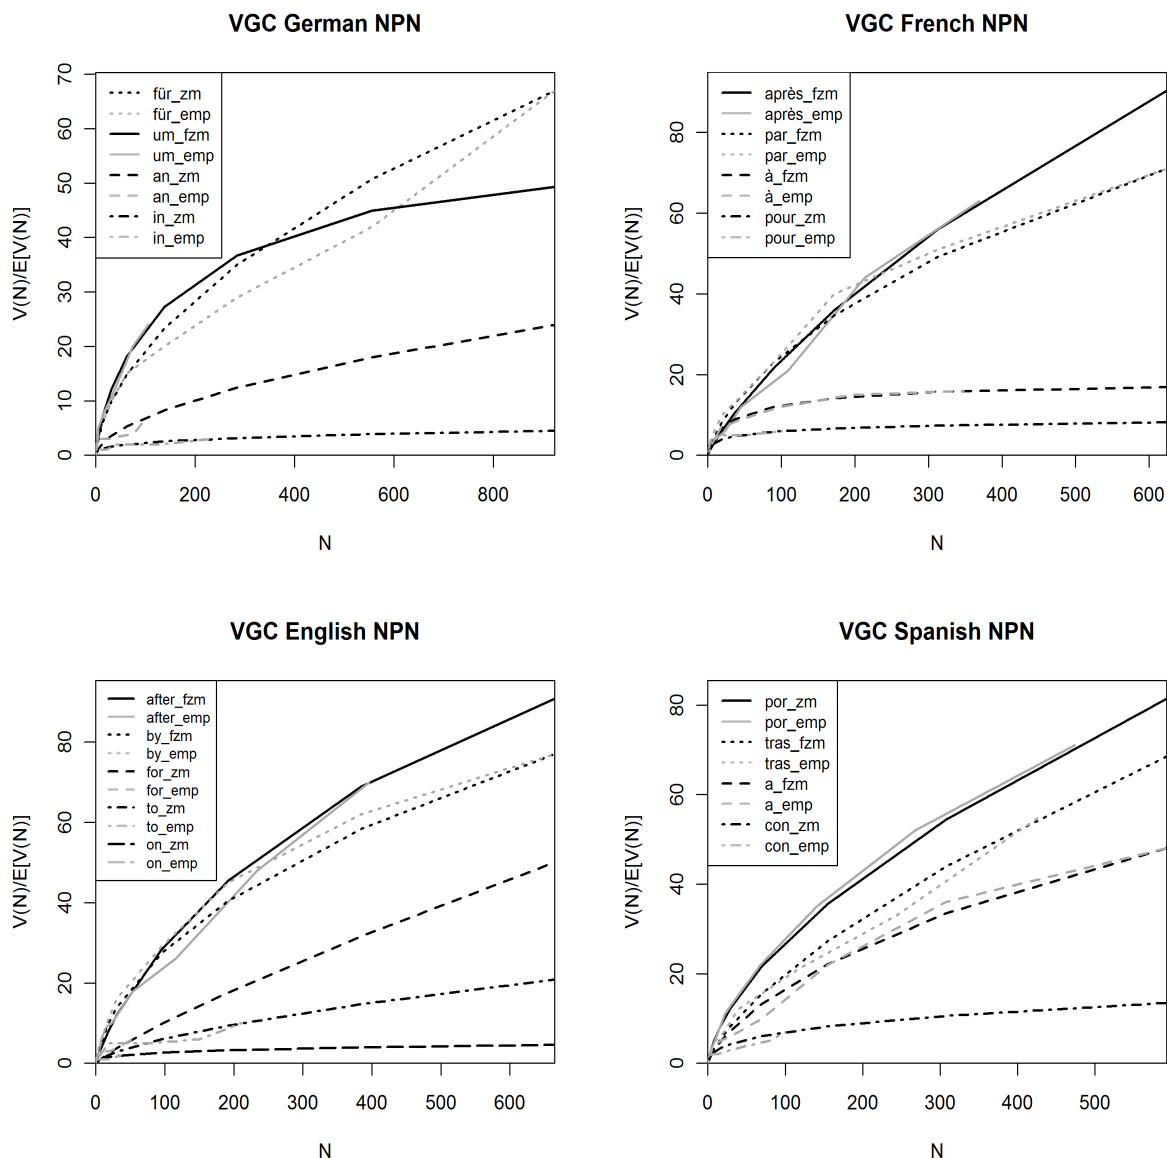 VGC German NPN
V(N)/E[V(N)]
0 10 20 30 40 50 60 70
für_zm
für_emp
um_fzm
um_emp
an_zm
an_emp
in_zm
in_emp
0 200 400 600 800
N
VGC French NPN
V(N)/E[V(N)]
0 20 40 60 80
après_fzm
après_emp
par_fzm
par_emp
à_fzm
à_emp
pour_zm
pour_emp
0 100 200 300 400 500 600
N
VGC English NPN
V(N)/E[V(N)]
0 20 40 60 80
after_fzm
after_emp
by_fzm
by_emp
for_zm
for_emp
to_zm
to_emp
on_zm
on_emp
0 100 200 300 400 500 600
N
VGC Spanish NPN
V(N)/E[V(N)]
0 20 40 60 80
por_zm
por_emp
tras_fzm
tras_emp
a_fzm
a_emp
con_zm
con_emp
0 100 200 300 400 500
N